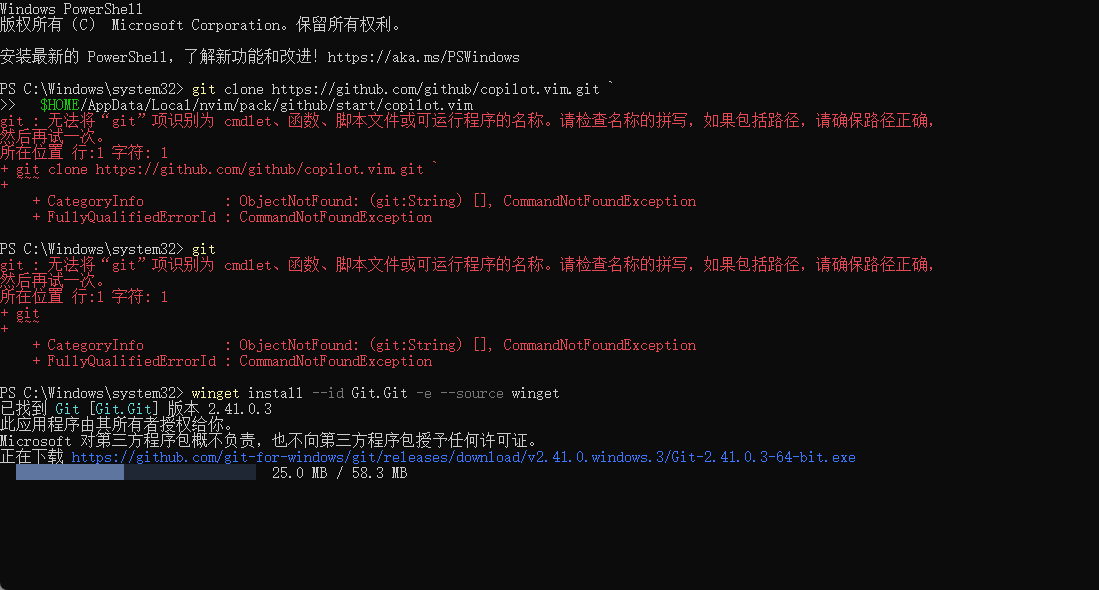 Windows PowerShell
版权所有 (C)  Microsoft Corporation。保留所有权利。
安装最新的 PowerShell，了解新功能和改进！https://aka.ms/PSWindows
PS C:\Windows\system32> git clone https://github.com/github/copilot.vim.git `
>>   $HOME/AppData/Local/nvim/pack/github/start/copilot.vim
git : 无法将“git”项识别为 cmdlet、函数、脚本文件或可运行程序的名称。请检查名称的拼写，如果包括路径，请确保路径正确，
然后再试一次。
所在位置 行:1 字符: 1
+ git clone https://github.com/github/copilot.vim.git `
+ ~~~
    + CategoryInfo          : ObjectNotFound: (git:String) [], CommandNotFoundException
    + FullyQualifiedErrorId : CommandNotFoundException
PS C:\Windows\system32> git
git : 无法将“git”项识别为 cmdlet、函数、脚本文件或可运行程序的名称。请检查名称的拼写，如果包括路径，请确保路径正确，
然后再试一次。
所在位置 行:1 字符: 1
+ git
+ ~~~
    + CategoryInfo          : ObjectNotFound: (git:String) [], CommandNotFoundException
    + FullyQualifiedErrorId : CommandNotFoundException
PS C:\Windows\system32> winget install --id Git.Git -e --source winget
已找到 Git [Git.Git] 版本 2.41.0.3
此应用程序由其所有者授权给你。
Microsoft 对第三方程序包概不负责，也不向第三方程序包授予任何许可证。
正在下载 https://github.com/git-for-windows/git/releases/download/v2.41.0.windows.3/Git-2.41.0.3-64-bit.exe
25.0 MB / 58.3 MB